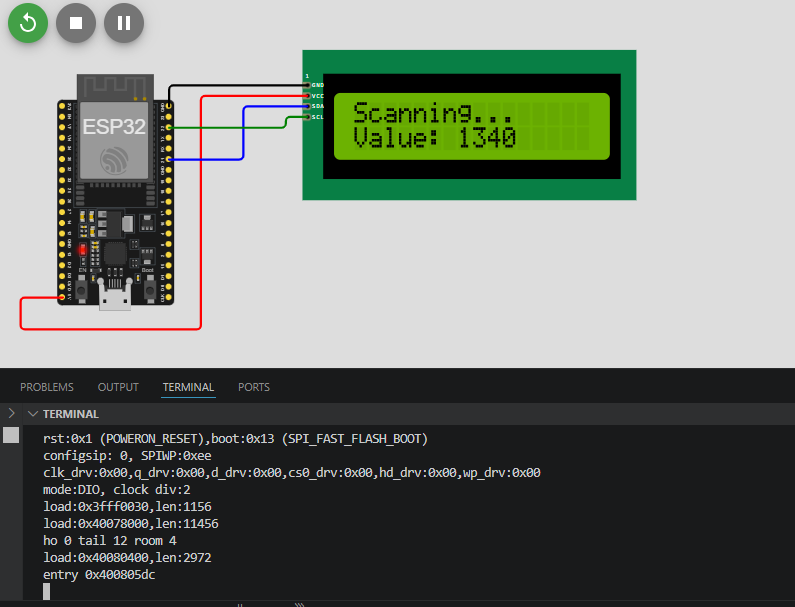 ESP32
EN
Boot
1
GND
VCC
SDA
SCL
Scanning...
Value: 1340
PROBLEMS OUTPUT TERMINAL PORTS
TERMINAL
rst:0x1 (POWERON_RESET),boot:0x13 (SPI_FAST_FLASH_BOOT)
configsip: 0, SPIWP:0xee
clk_drv:0x00,q_drv:0x00,d_drv:0x00,cs0_drv:0x00,hd_drv:0x00,wp_drv:0x00
mode:DIO, clock div:2
load:0x3fff0030,len:1156
load:0x40078000,len:11456
ho 0 tail 12 room 4
load:0x40080400,len:2972
entry 0x400805dc